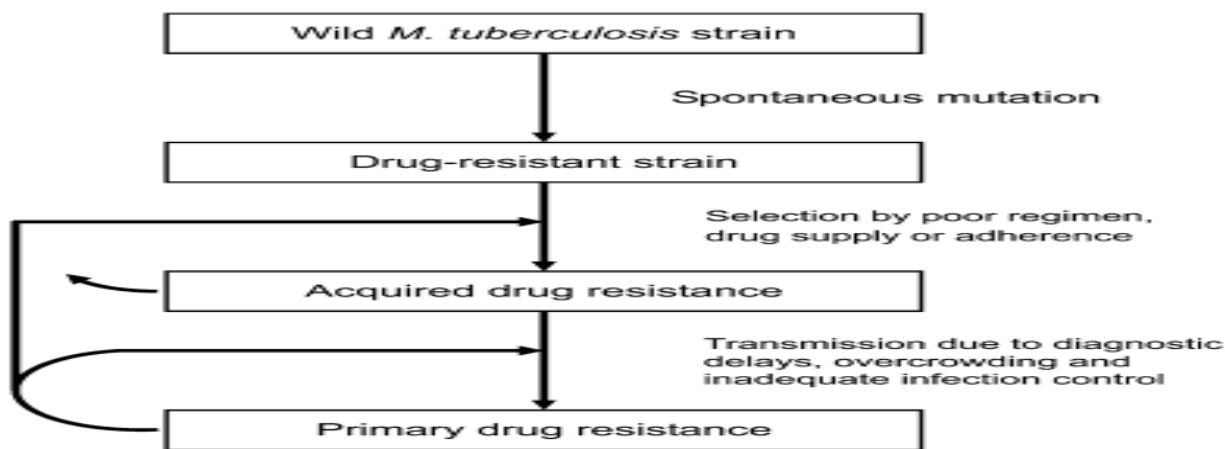 Wild M. tuberculosis strain
Spontaneous mutation
Drug-resistant strain
Selection by poor regimen,
drug supply or adherence
Acquired drug resistance
Transmission due to diagnostic
delays, overcrowding and
inadequate infection control
Primary drug resistance